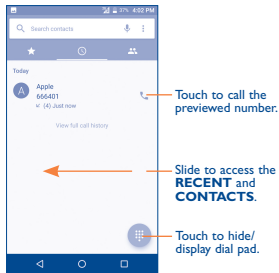 37% 4:02 PM
Search contacts
Today
A
Apple
666401
(4) Just now
View full call history
Touch to call the
previewed number.
Slide to access the
RECENT and
CONTACTS.
Touch to hide/
display dial pad.